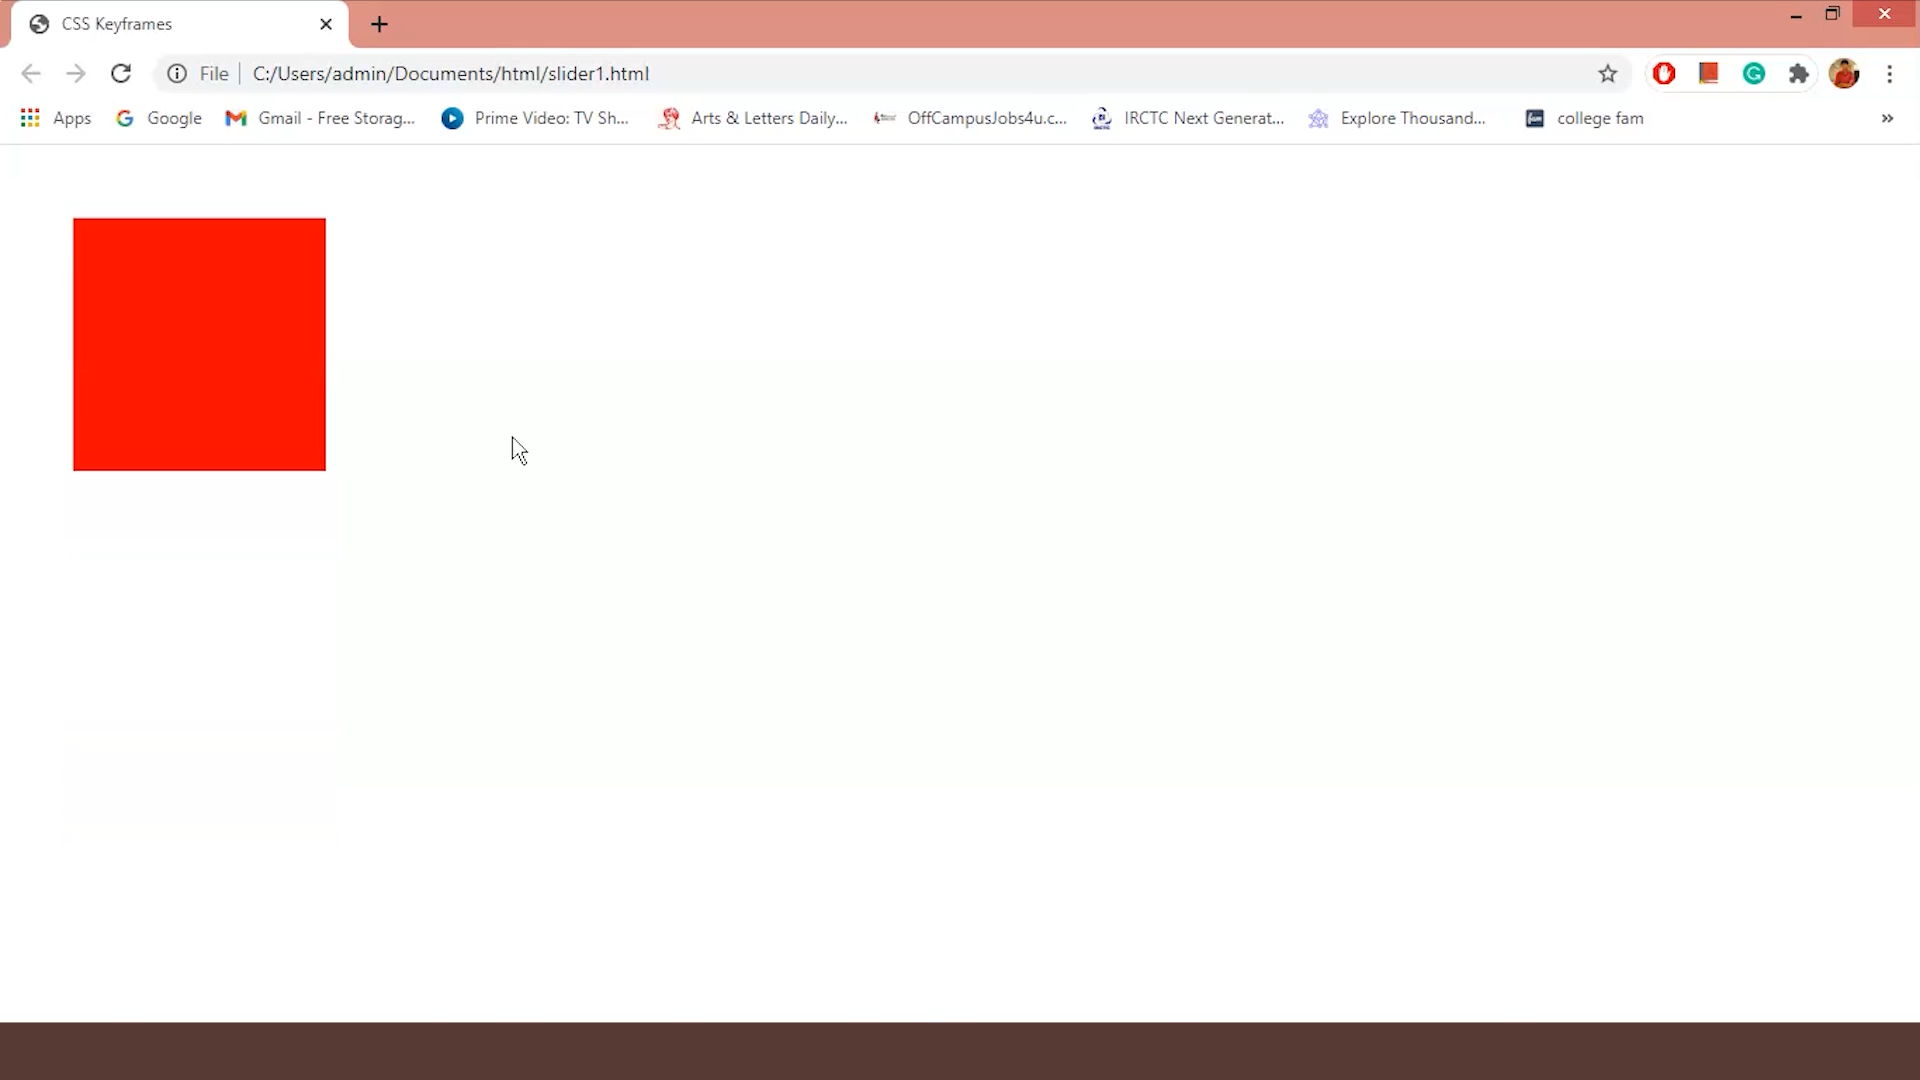 CSS Keyframes
File C:/Users/admin/Documents/html/slider1.html
Apps Google Gmail - Free Storag... Prime Video: TV Sh... Arts & Letters Daily... OffCampusJobs4u.c... IRCTC Next Generat... Explore Thousand... college fam